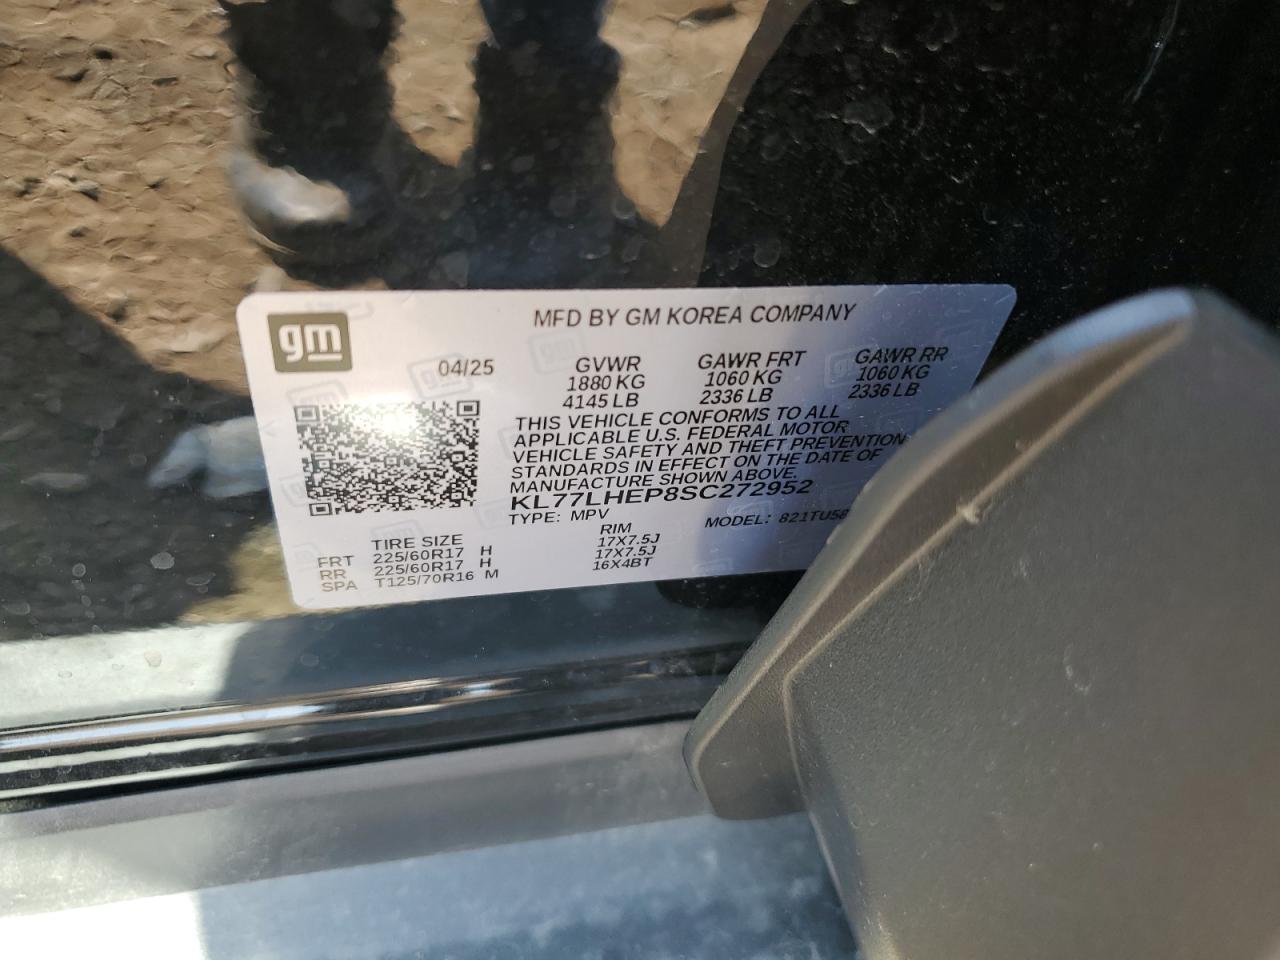 gm
MFD BY GM KOREA COMPANY
04/25
GVWR GAWR FRT GAWR RR
1880 KG 1060 KG 1060 KG
4145 LB 2336 LB 2336 LB
THIS VEHICLE CONFORMS TO ALL
APPLICABLE U.S. FEDERAL MOTOR
VEHICLE SAFETY AND THEFT PREVENTION
STANDARDS IN EFFECT ON THE DATE OF
MANUFACTURE SHOWN ABOVE.
KL77LHEP8SC272952
TYPE: MPV MODEL: 821TU58
TIRE SIZE RIM
FRT 225/60R17 H 17X7.5J
RR 225/60R17 H 17X7.5J
SPA T125/70R16 M 16X4BT